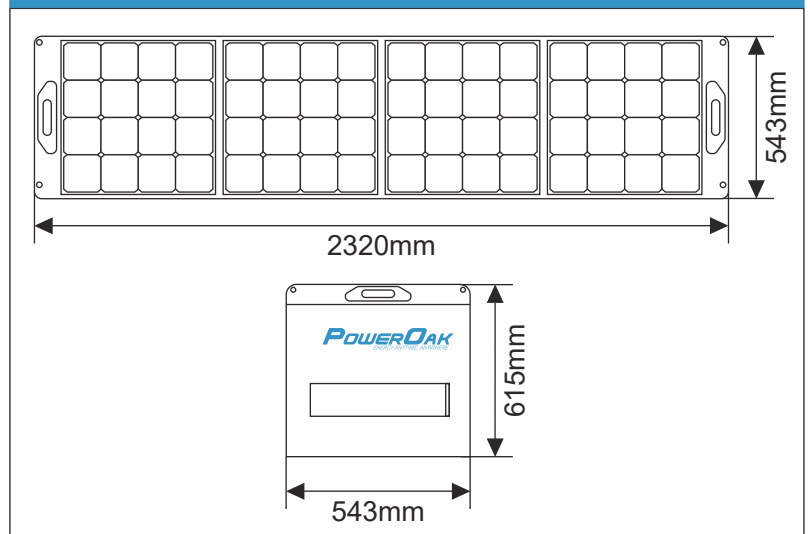 543mm
2320mm
POWEROAK
ENERGY ANYTIME, ANYWHERE
615mm
543mm